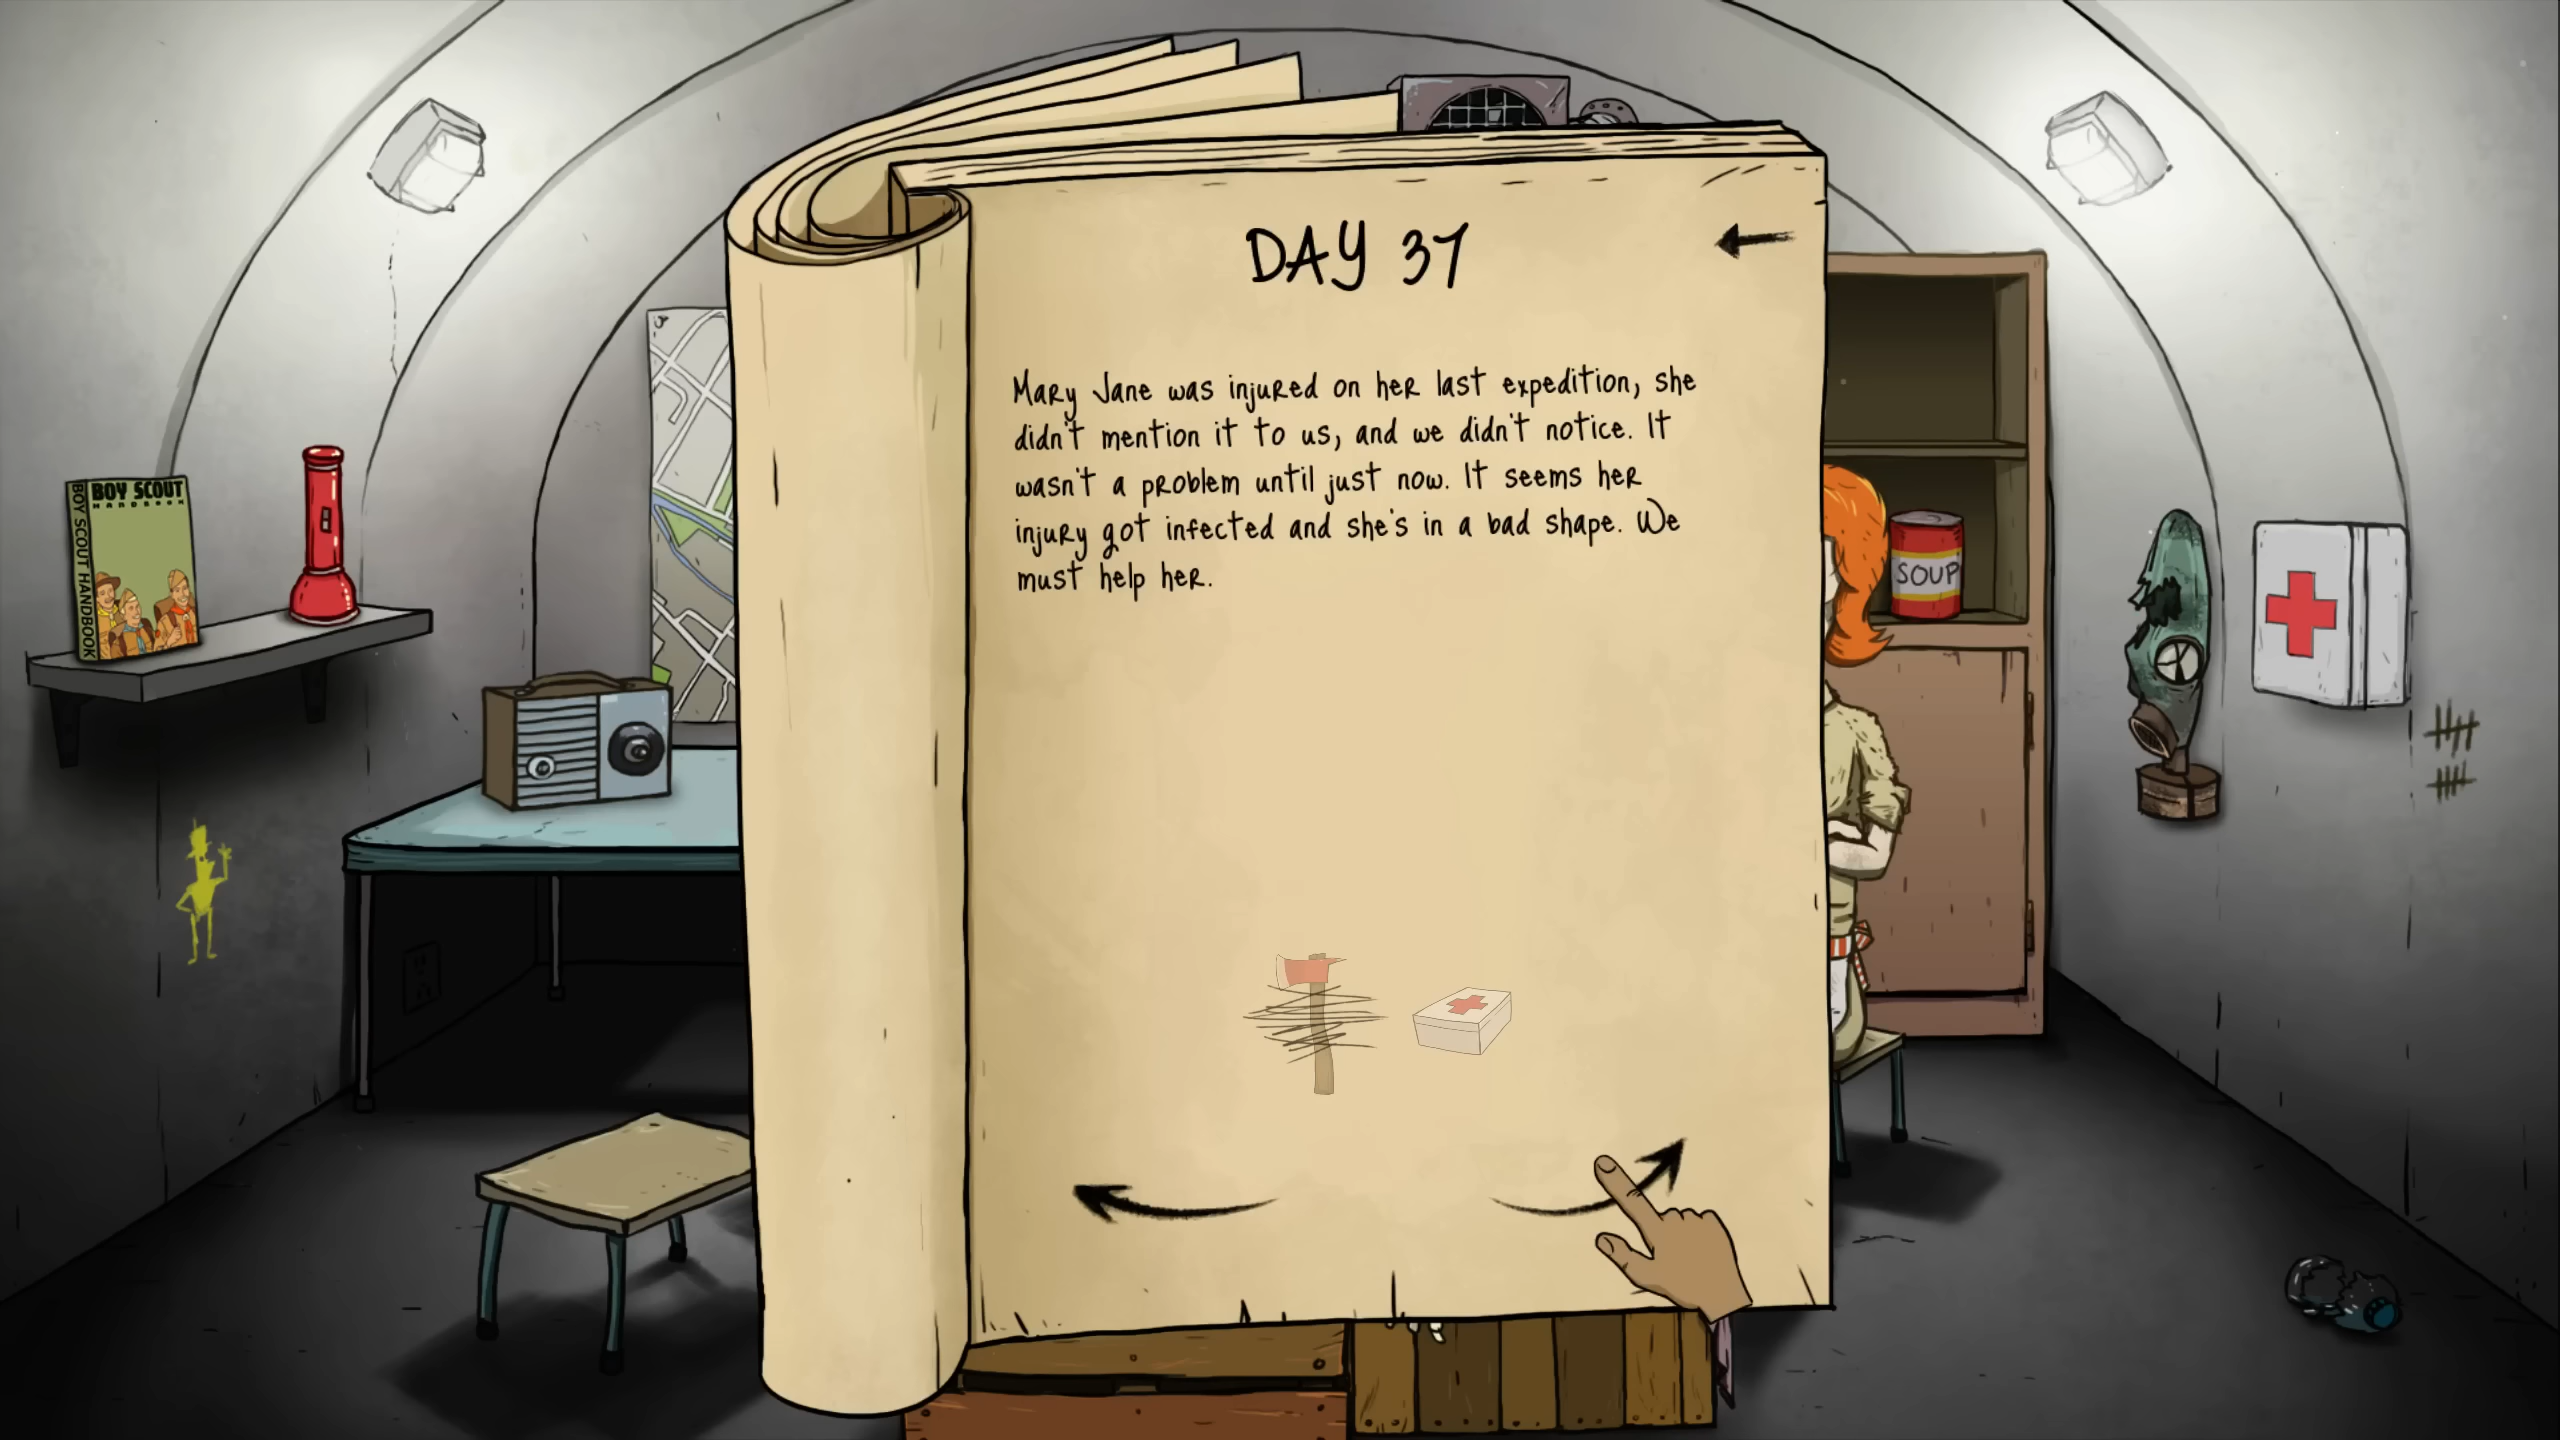 DAY 37
Mary Jane was injured on her last expedition, she
didn't mention it to us, and we didn't notice. It
wasn't a problem until just now. It seems her
injury got infected and she's in a bad shape. We
must help her.
BOY SCOUT
HANDBOOK
BOY SCOUT HANDBOOK
SOUP